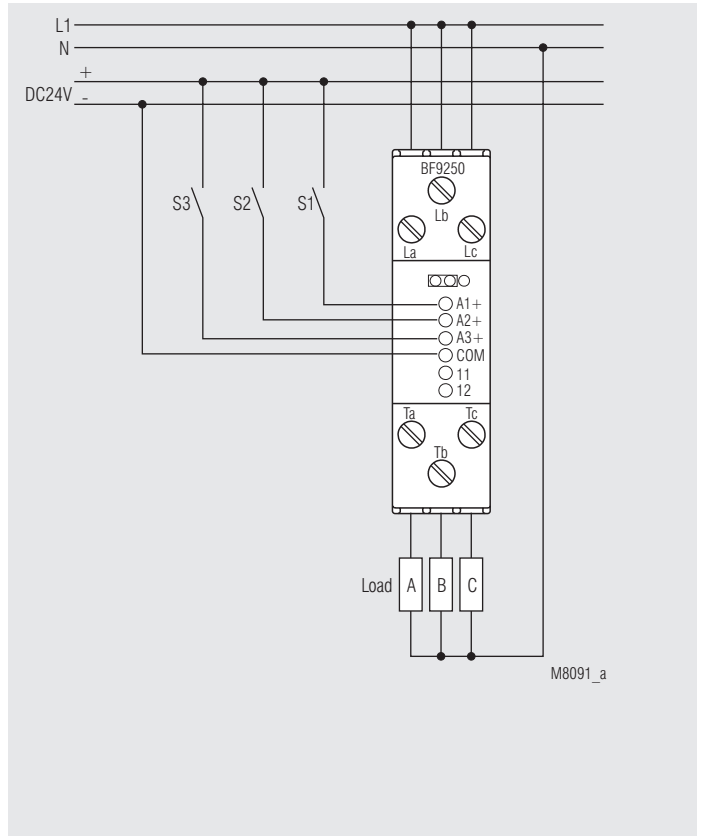 L1
N
+
DC24V -
BF9250
Lb
S3 S2 S1
La Lc
A1+
A2+
A3+
COM
11
12
Ta Tc
Tb
Load A B C
M8091_a